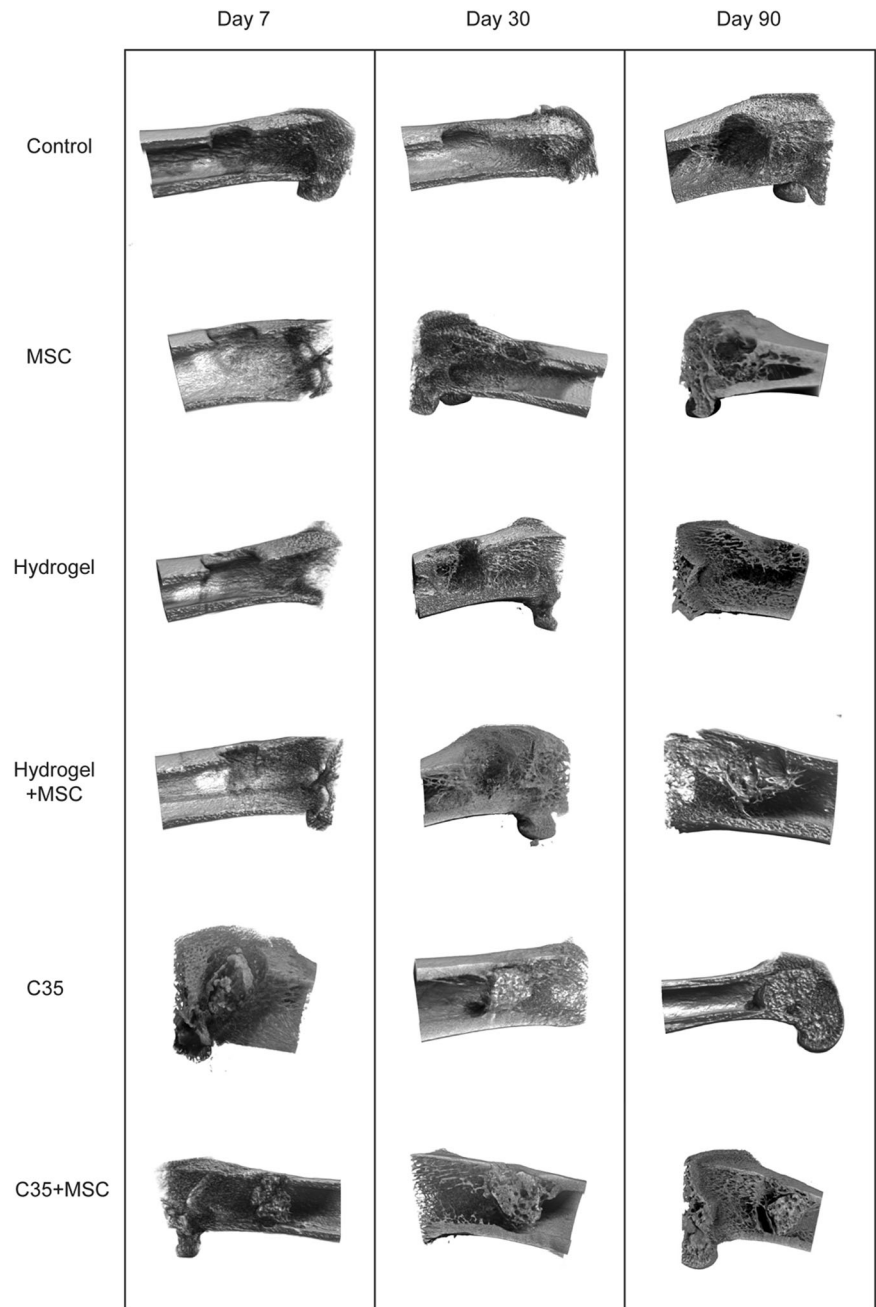 Day 7
Day 30
Day 90
Control
MSC
Hydrogel
Hydrogel
+MSC
C35
C35+MSC